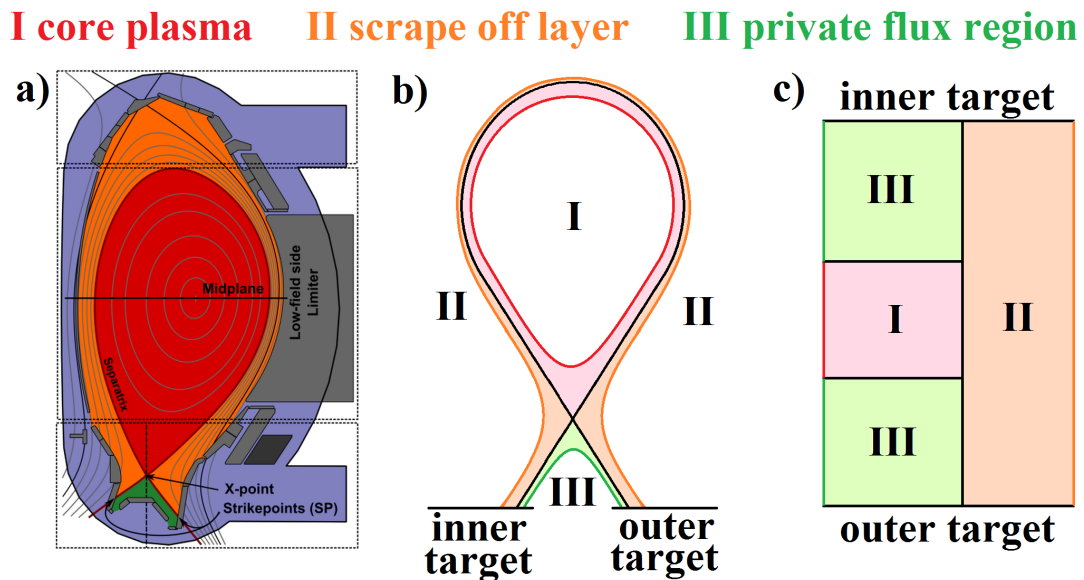 I core plasma II scrape off layer III private flux region
a)
Midplane
Low-field side
Limiter
Separatrix
X-point
Strikepoints (SP)
b)
I
II
II
III
inner
target
outer
target
c)
inner target
III
I
II
III
outer target